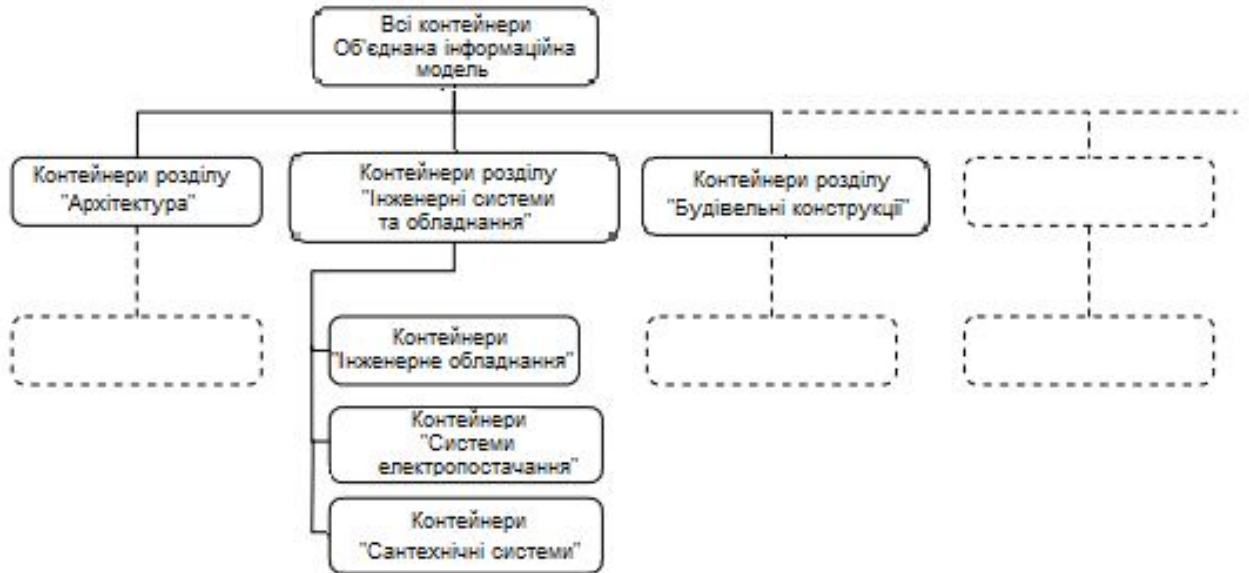 Всі контейнери
Об'єднана інформаційна
модель
Контейнери розділу
"Архітектура"
Контейнери розділу
"Інженерні системи
та обладнання"
Контейнери розділу
"Будівельні конструкції"
Контейнери
"Інженерне обладнання"
Контейнери
"Системи
електропостачання"
Контейнери
"Сантехнічні системи"